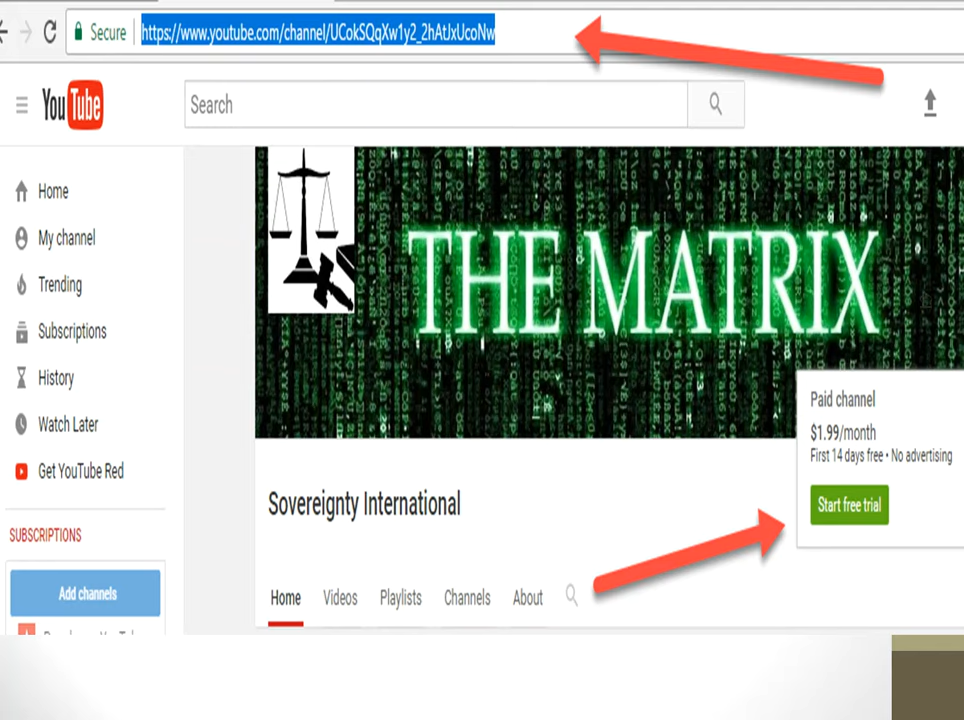 Secure https://www.youtube.com/channel/UCokSQqXw1y2_2hAtJxUcoNw
YouTube
Search
Home
My channel
Trending
Subscriptions
History
Watch Later
Get YouTube Red
SUBSCRIPTIONS
Add channels
THE MATRIX
Paid channel
$1.99/month
First 14 days free • No advertising
Start free trial
Sovereignty International
Home Videos Playlists Channels About